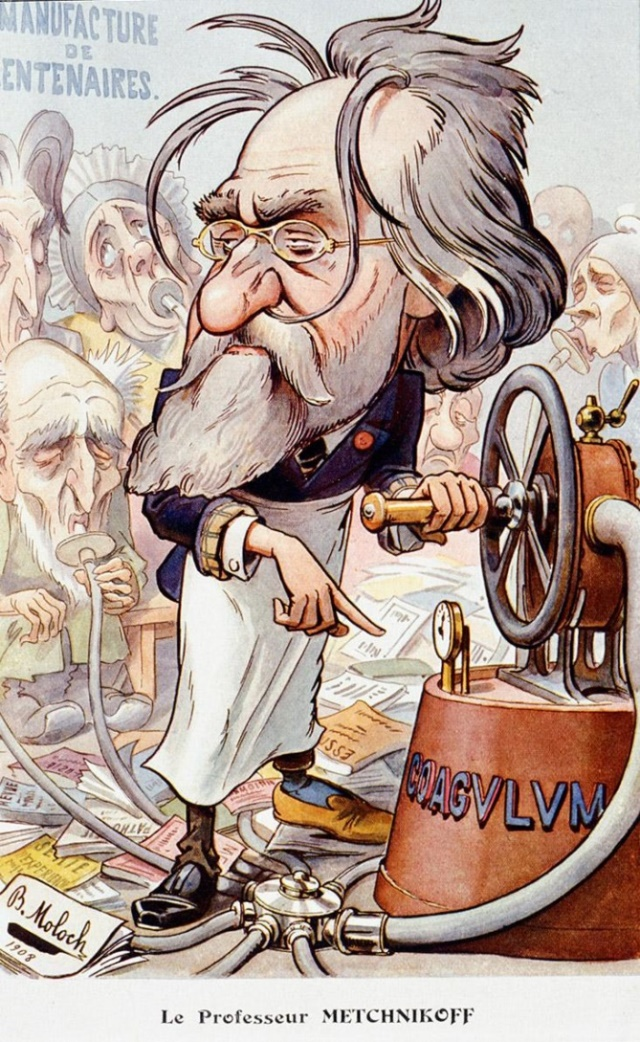 MANUFACTURE
DE
CENTENAIRES.
COAGVLVM
B. Moloch
1908
Le Professeur METCHNIKOFF